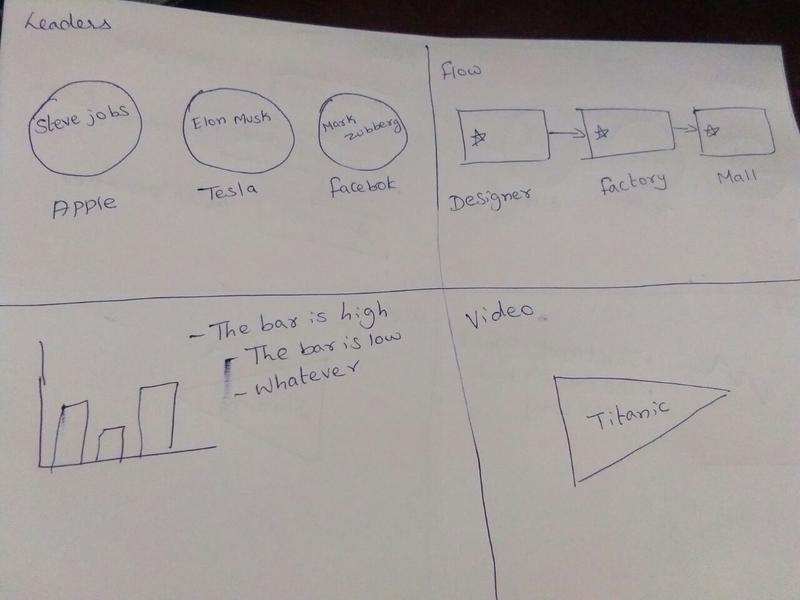 Leaders
Steve jobs
Elon Musk
Mark
zubberg
Apple
Tesla
facebok
flow
Designer
factory
Mall
- The bar is high
- The bar is low
- Whatever
Video
Titanic